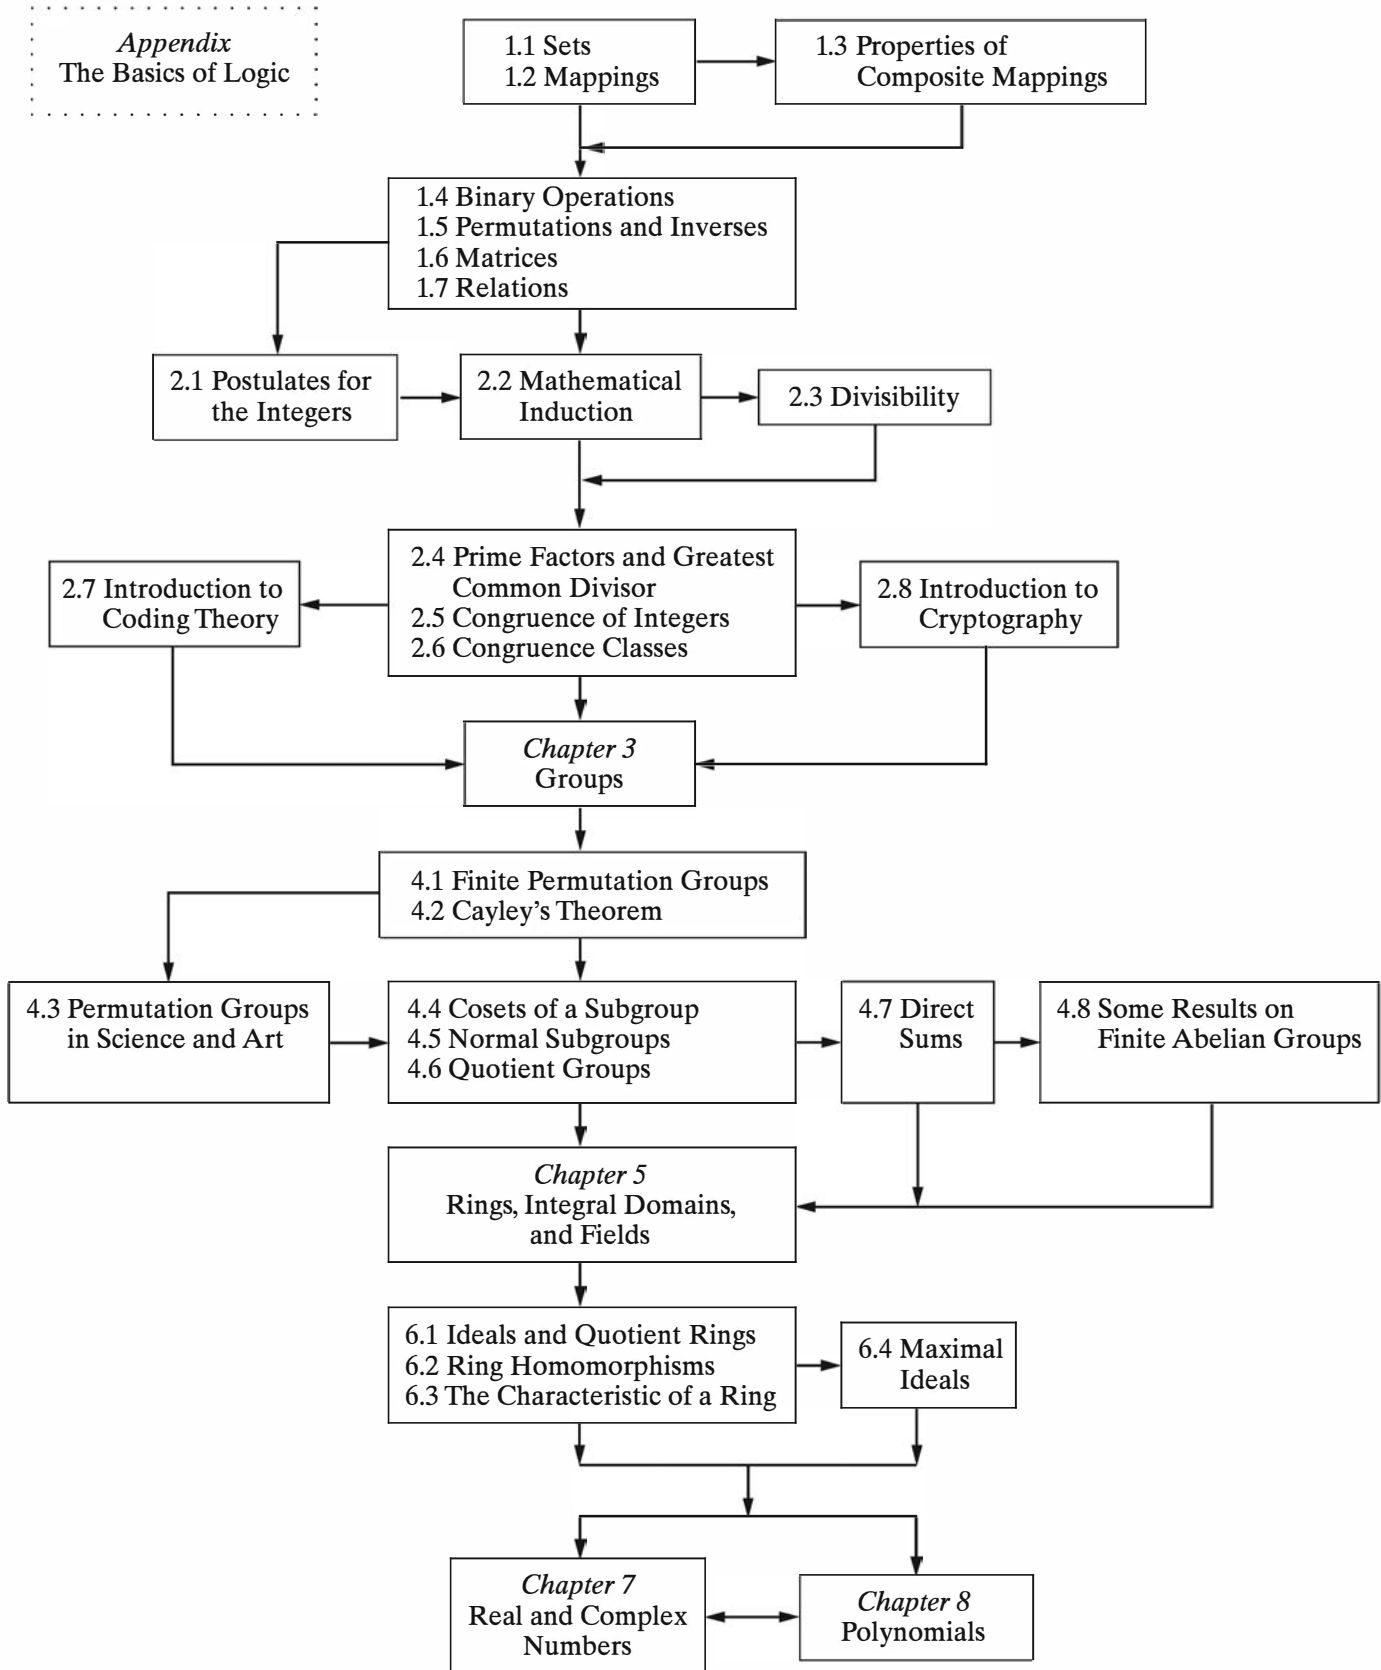 Appendix
The Basics of Logic
1.1 Sets
1.2 Mappings
1.3 Properties of
Composite Mappings
1.4 Binary Operations
1.5 Permutations and Inverses
1.6 Matrices
1.7 Relations
2.1 Postulates for
the Integers
2.2 Mathematical
Induction
2.3 Divisibility
2.7 Introduction to
Coding Theory
2.4 Prime Factors and Greatest
Common Divisor
2.5 Congruence of Integers
2.6 Congruence Classes
2.8 Introduction to
Cryptography
Chapter 3
Groups
4.1 Finite Permutation Groups
4.2 Cayley's Theorem
4.3 Permutation Groups
in Science and Art
4.4 Cosets of a Subgroup
4.5 Normal Subgroups
4.6 Quotient Groups
4.7 Direct
Sums
4.8 Some Results on
Finite Abelian Groups
Chapter 5
Rings, Integral Domains,
and Fields
6.1 Ideals and Quotient Rings
6.2 Ring Homomorphisms
6.3 The Characteristic of a Ring
6.4 Maximal
Ideals
Chapter 7
Real and Complex
Numbers
Chapter 8
Polynomials